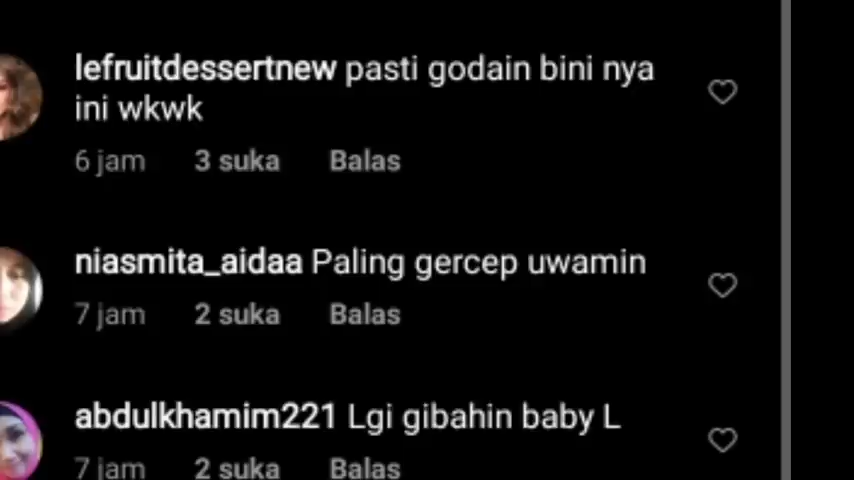 lefruitdessertnew pasti godain bini nya
ini wkwk
6 jam 3 suka Balas
niasmita_aidaa Paling gercep uwamin
7 jam 2 suka Balas
abdulkhamim221 Lgi gibahin baby L
7 jam 2 suka Balas